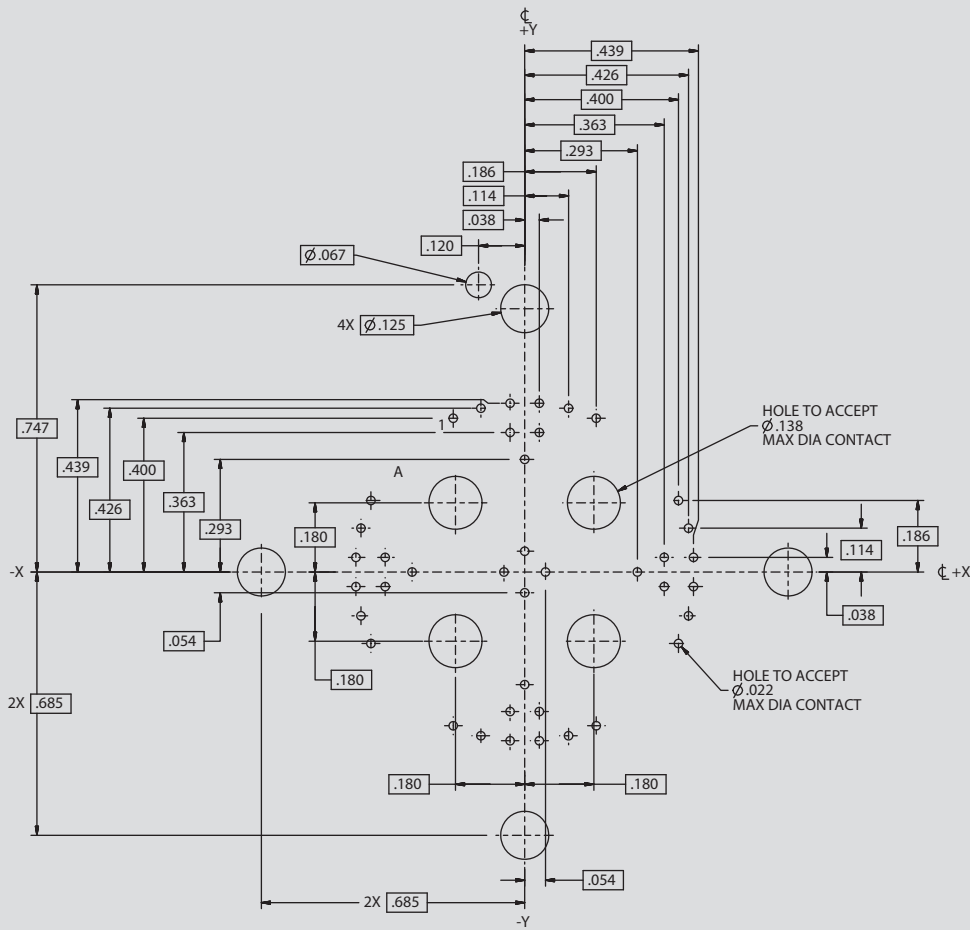 ℄
+Y
.439
.426
.400
.363
.293
.186
.114
.038
.120
Ø.067
4X Ø.125
.747
.439
.426
.400
.363
.293
1
A
HOLE TO ACCEPT
Ø.138
MAX DIA CONTACT
.180
.186
.114
-X
℄ +X
.038
.054
.180
2X .685
HOLE TO ACCEPT
Ø.022
MAX DIA CONTACT
.180
.180
.054
2X .685
-Y